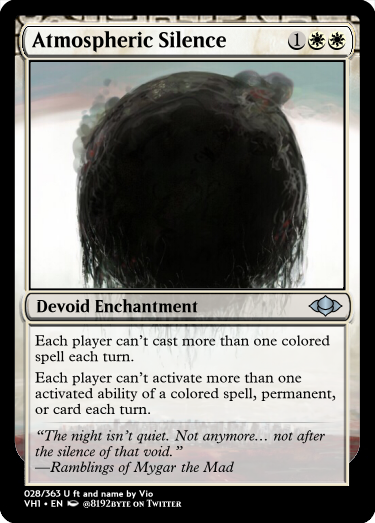 Atmospheric Silence 1
Devoid Enchantment
Each player can't cast more than one colored
spell each turn.
Each player can't activate more than one
activated ability of a colored spell, permanent,
or card each turn.
"The night isn't quiet. Not anymore… not after
the silence of that void."
—Ramblings of Mygar the Mad
028/363 U ft and name by Vio
VH1 • EN @8192Byte on Twitter